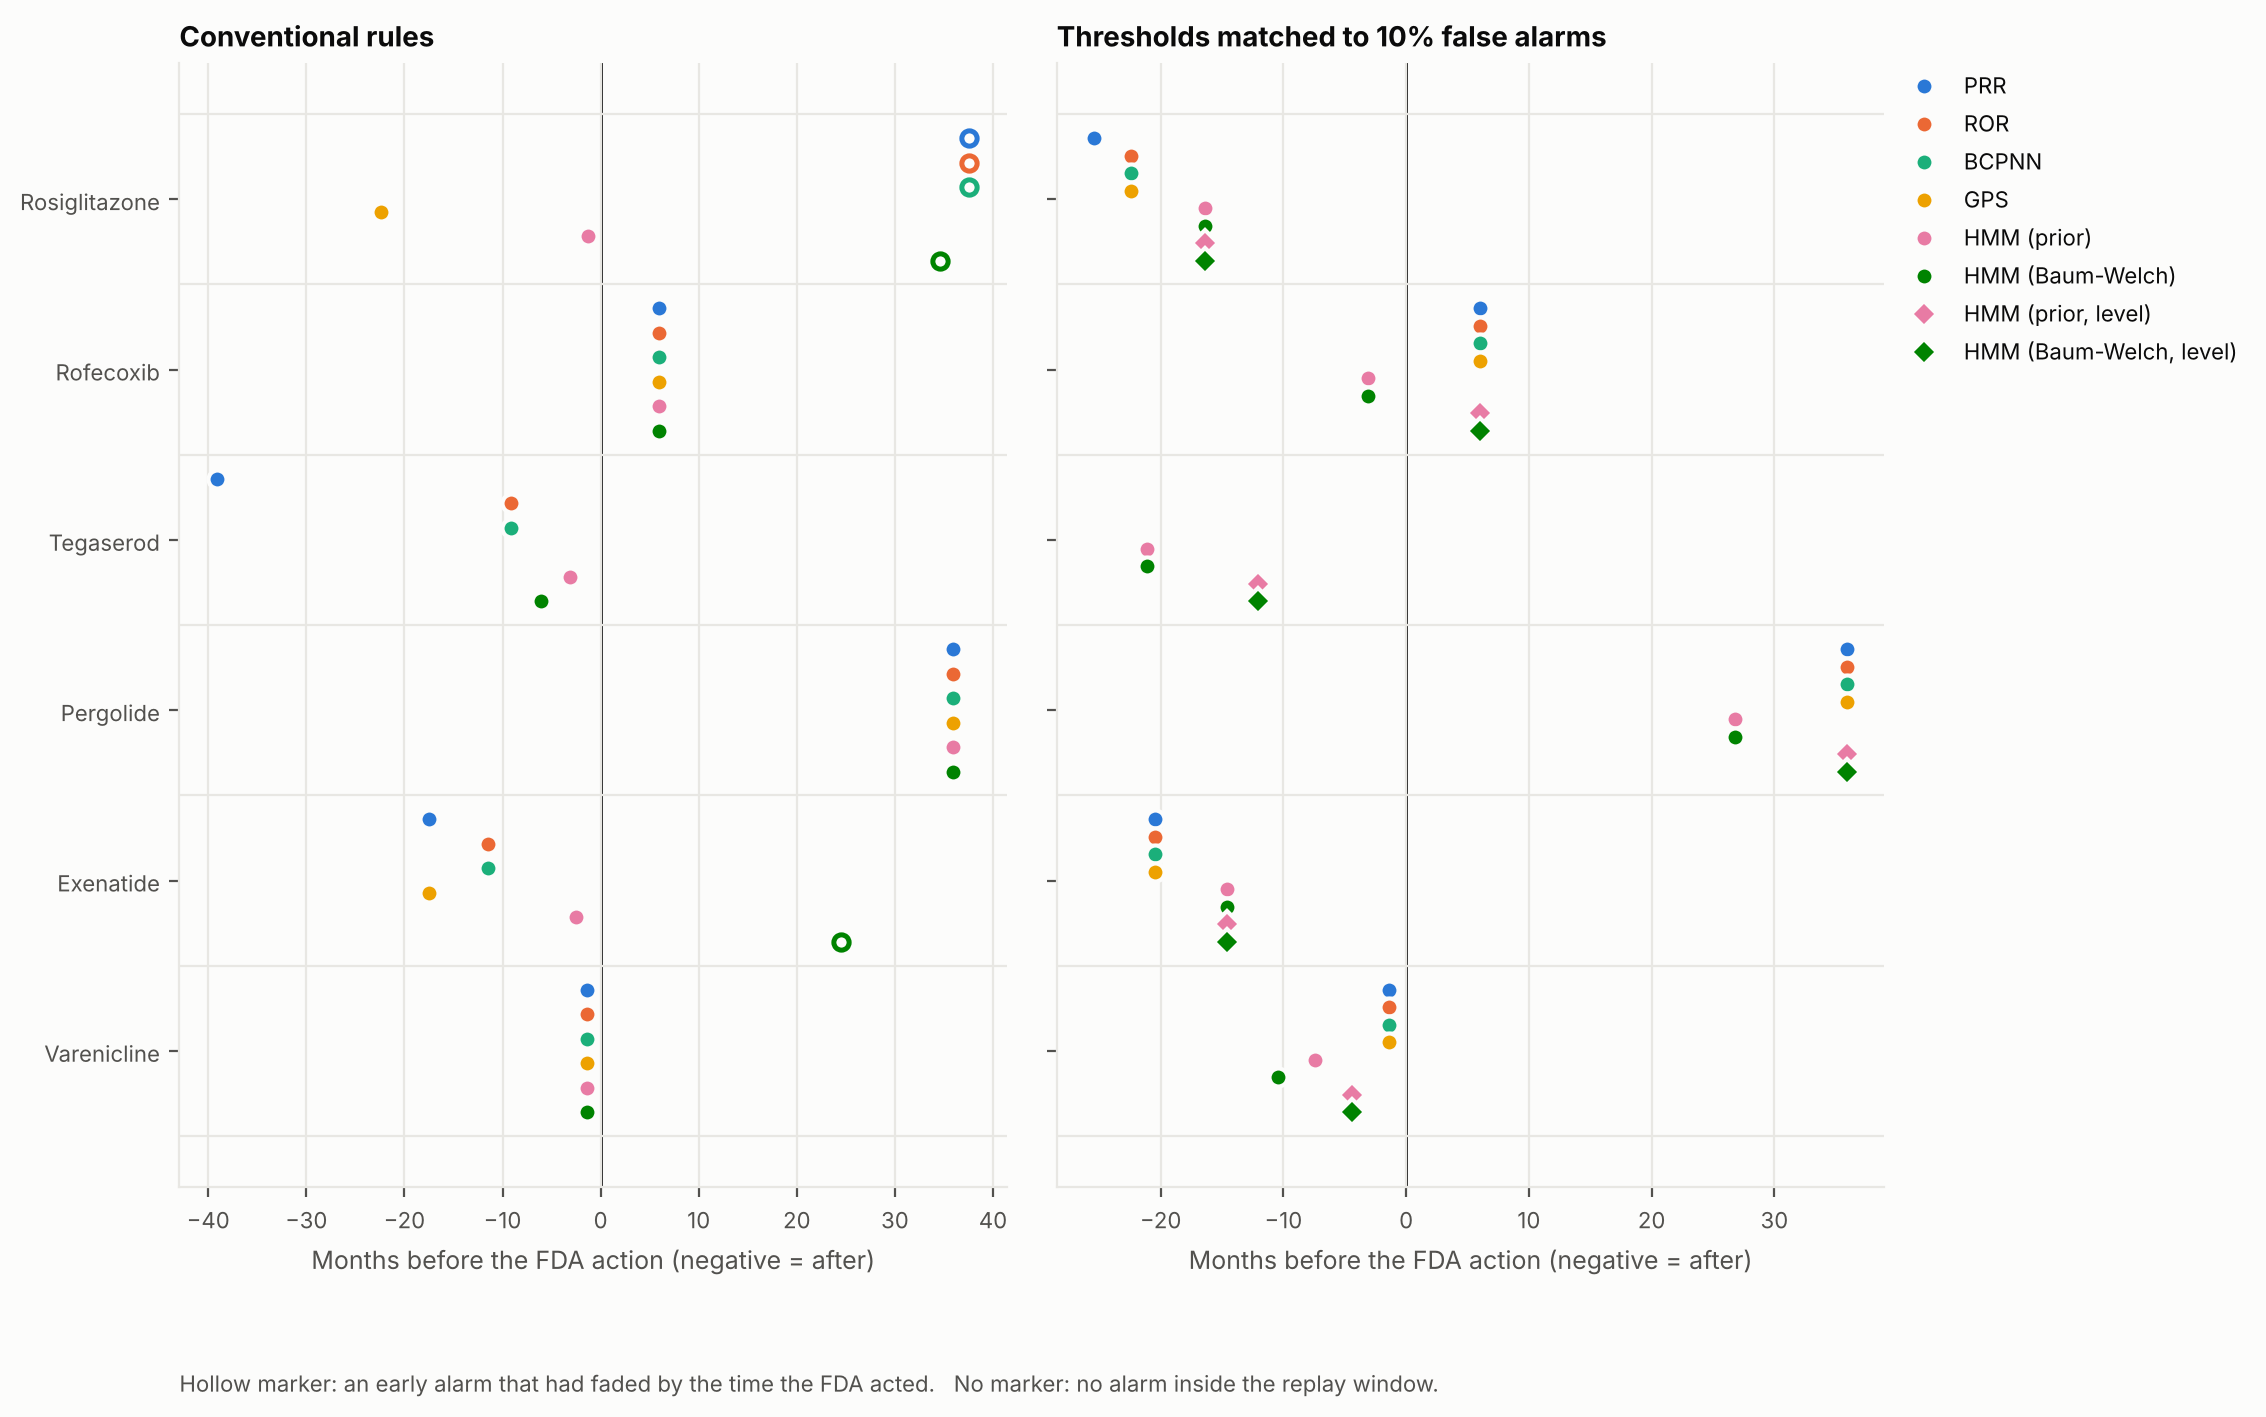 Conventional rules
Thresholds matched to 10% false alarms
PRR
ROR
BCPNN
GPS
HMM (prior)
HMM (Baum-Welch)
HMM (prior, level)
HMM (Baum-Welch, level)
Rosiglitazone
Rofecoxib
Tegaserod
Pergolide
Exenatide
Varenicline
−40 −30 −20 −10 0 10 20 30 40
−20 −10 0 10 20 30
Months before the FDA action (negative = after)
Months before the FDA action (negative = after)
Hollow marker: an early alarm that had faded by the time the FDA acted. No marker: no alarm inside the replay window.